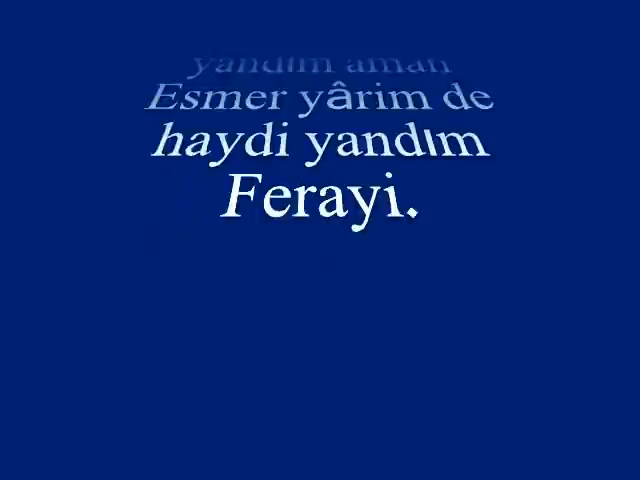 yandım aman
Esmer yârim de
haydi yandım
Ferayi.